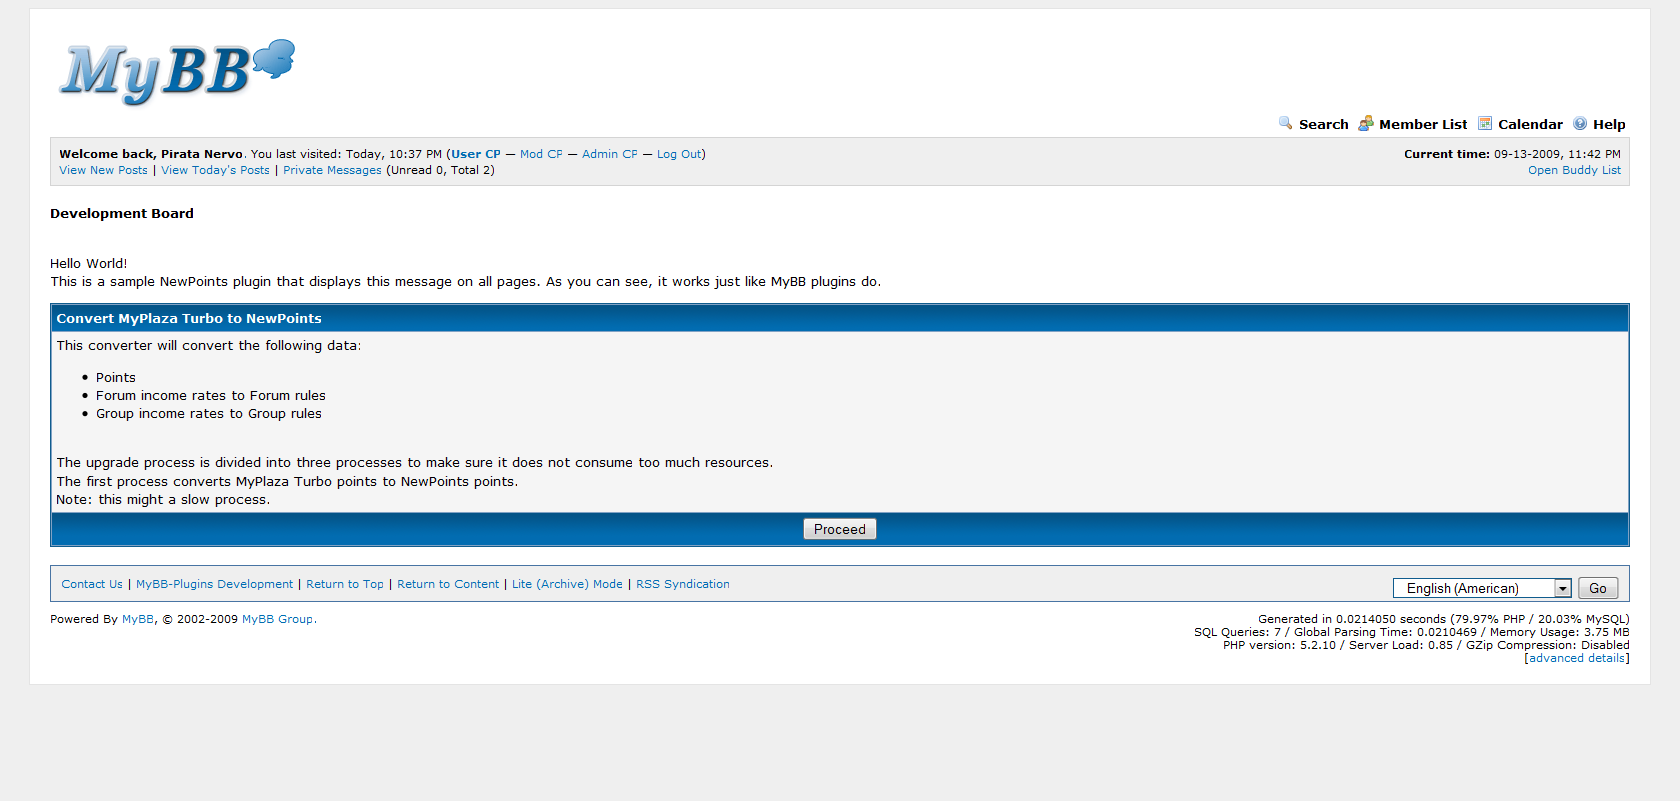 MyBB
Search Member List Calendar Help
Welcome back, Pirata Nervo. You last visited: Today, 10:37 PM (User CP — Mod CP — Admin CP — Log Out)
Current time: 09-13-2009, 11:42 PM
View New Posts | View Today's Posts | Private Messages (Unread 0, Total 2)
Open Buddy List
Development Board
Hello World!
This is a sample NewPoints plugin that displays this message on all pages. As you can see, it works just like MyBB plugins do.
Convert MyPlaza Turbo to NewPoints
This converter will convert the following data:
• Points
• Forum income rates to Forum rules
• Group income rates to Group rules
The upgrade process is divided into three processes to make sure it does not consume too much resources.
The first process converts MyPlaza Turbo points to NewPoints points.
Note: this might a slow process.
Proceed
Contact Us | MyBB-Plugins Development | Return to Top | Return to Content | Lite (Archive) Mode | RSS Syndication
English (American) Go
Powered By MyBB, © 2002-2009 MyBB Group.
Generated in 0.0214050 seconds (79.97% PHP / 20.03% MySQL)
SQL Queries: 7 / Global Parsing Time: 0.0210469 / Memory Usage: 3.75 MB
PHP version: 5.2.10 / Server Load: 0.85 / GZip Compression: Disabled
[advanced details]